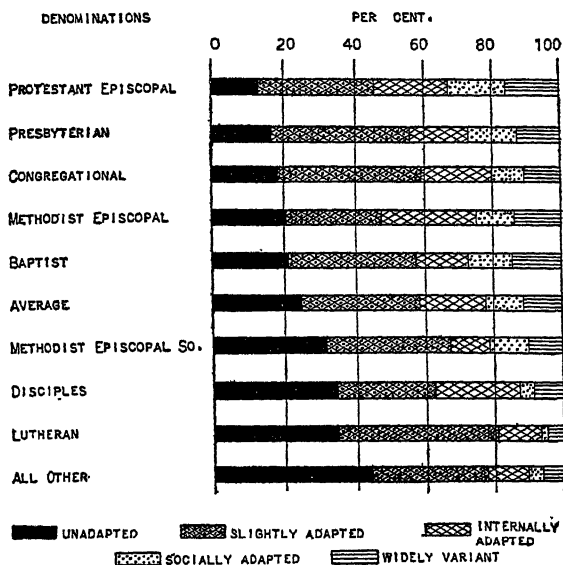 DENOMINATIONS PER CENT.
0 20 40 60 80 100
PROTESTANT EPISCOPAL
PRESBYTERIAN
CONGREGATIONAL
METHODIST EPISCOPAL
BAPTIST
AVERAGE
METHODIST EPISCOPAL SO.
DISCIPLES
LUTHERAN
ALL OTHER
UNADAPTED SLIGHTLY ADAPTED INTERNALLY
ADAPTED
SOCIALLY ADAPTED WIDELY VARIANT